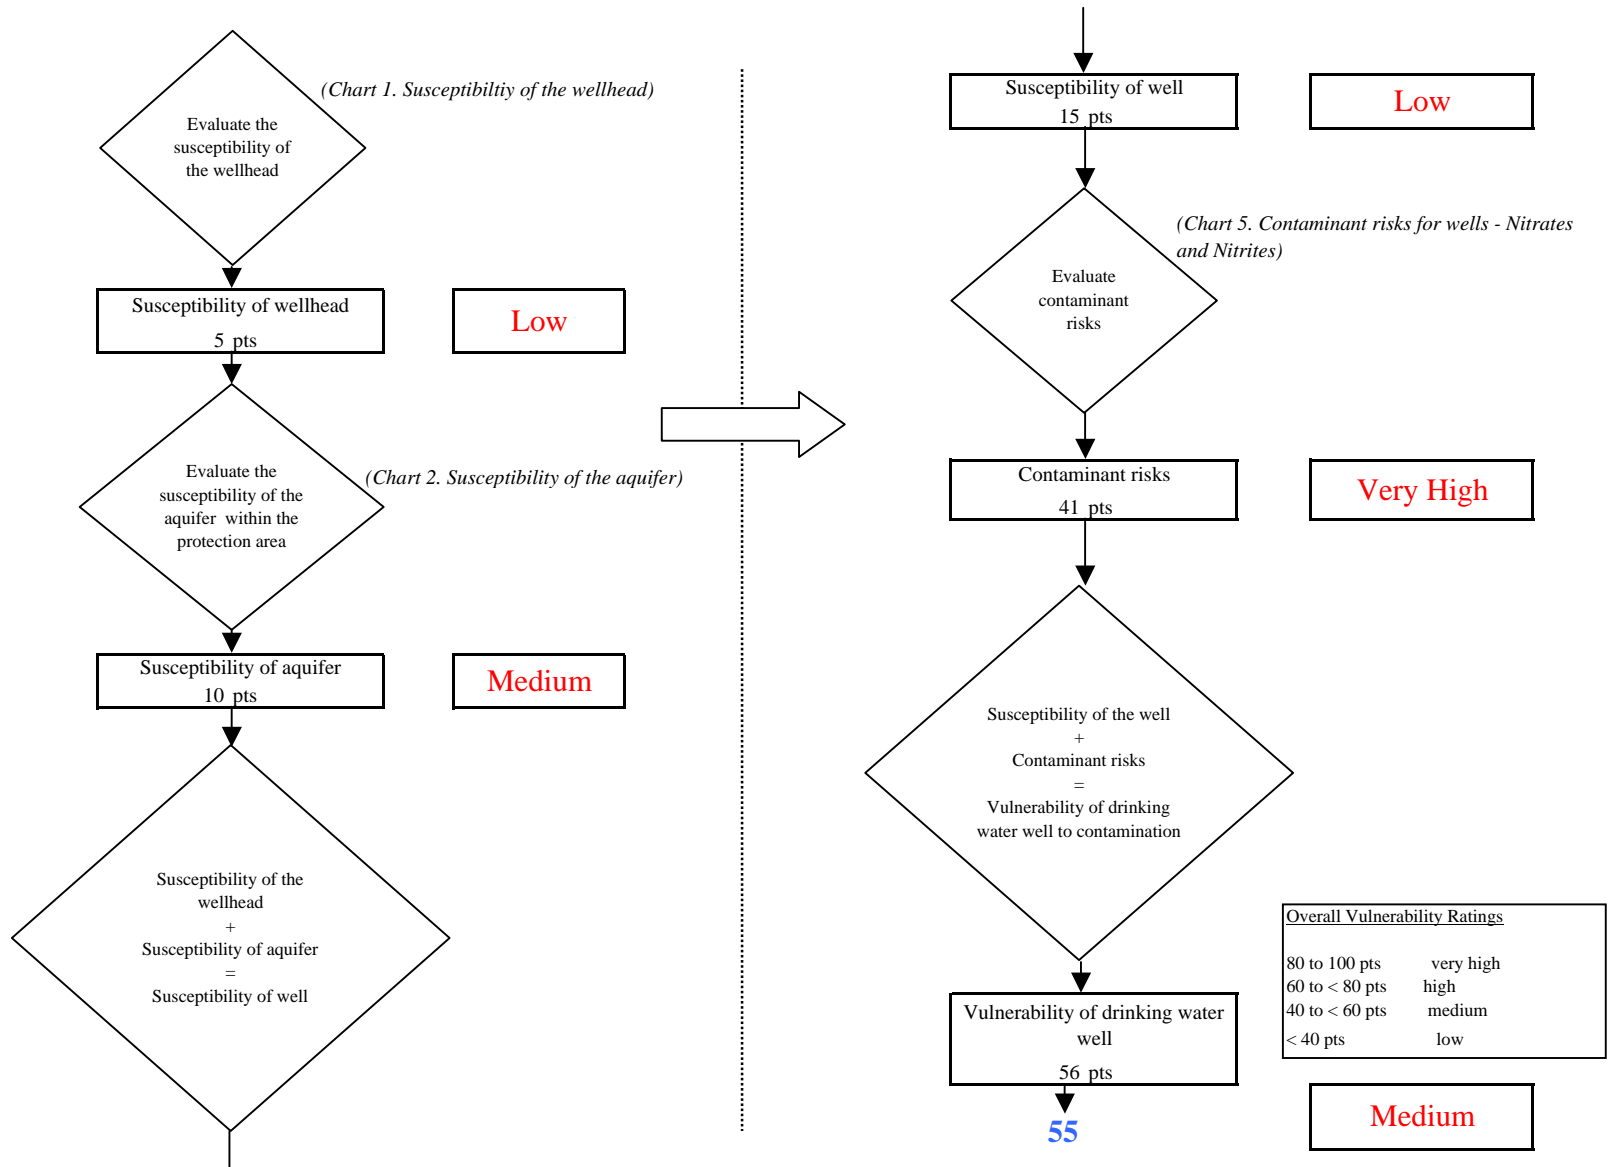 (Chart 1. Susceptibiltiy of the wellhead)
Evaluate the
susceptibility of
the wellhead
Susceptibility of wellhead
5 pts
Low
Evaluate the
susceptibility of the
aquifer within the
protection area
(Chart 2. Susceptibility of the aquifer)
Susceptibility of aquifer
10 pts
Medium
Susceptibility of the
wellhead
+
Susceptibility of aquifer
=
Susceptibility of well
Susceptibility of well
15 pts
Low
(Chart 5. Contaminant risks for wells - Nitrates
and Nitrites)
Evaluate
contaminant
risks
Contaminant risks
41 pts
Very High
Susceptibility of the well
+
Contaminant risks
=
Vulnerability of drinking
water well to contamination
Overall Vulnerability Ratings
80 to 100 pts very high
60 to < 80 pts high
40 to < 60 pts medium
< 40 pts low
Vulnerability of drinking water
well
56 pts
55
Medium